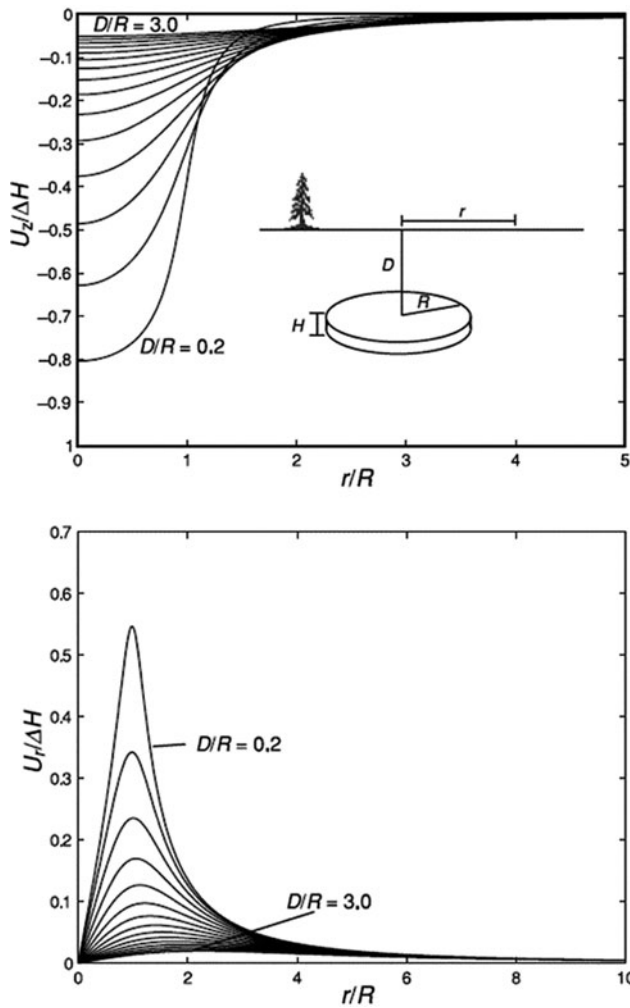 0
D/R = 3.0
−0.1
−0.2
−0.3
−0.4
−0.5
−0.6
−0.7
−0.8
−0.9
1
U_z/ΔH
r
D
R
H
D/R = 0.2
0 1 2 3 4 5
r/R
0.7
0.6
0.5
0.4
0.3
0.2
0.1
0
U_r/ΔH
D/R = 0.2
D/R = 3.0
0 2 4 6 8 10
r/R